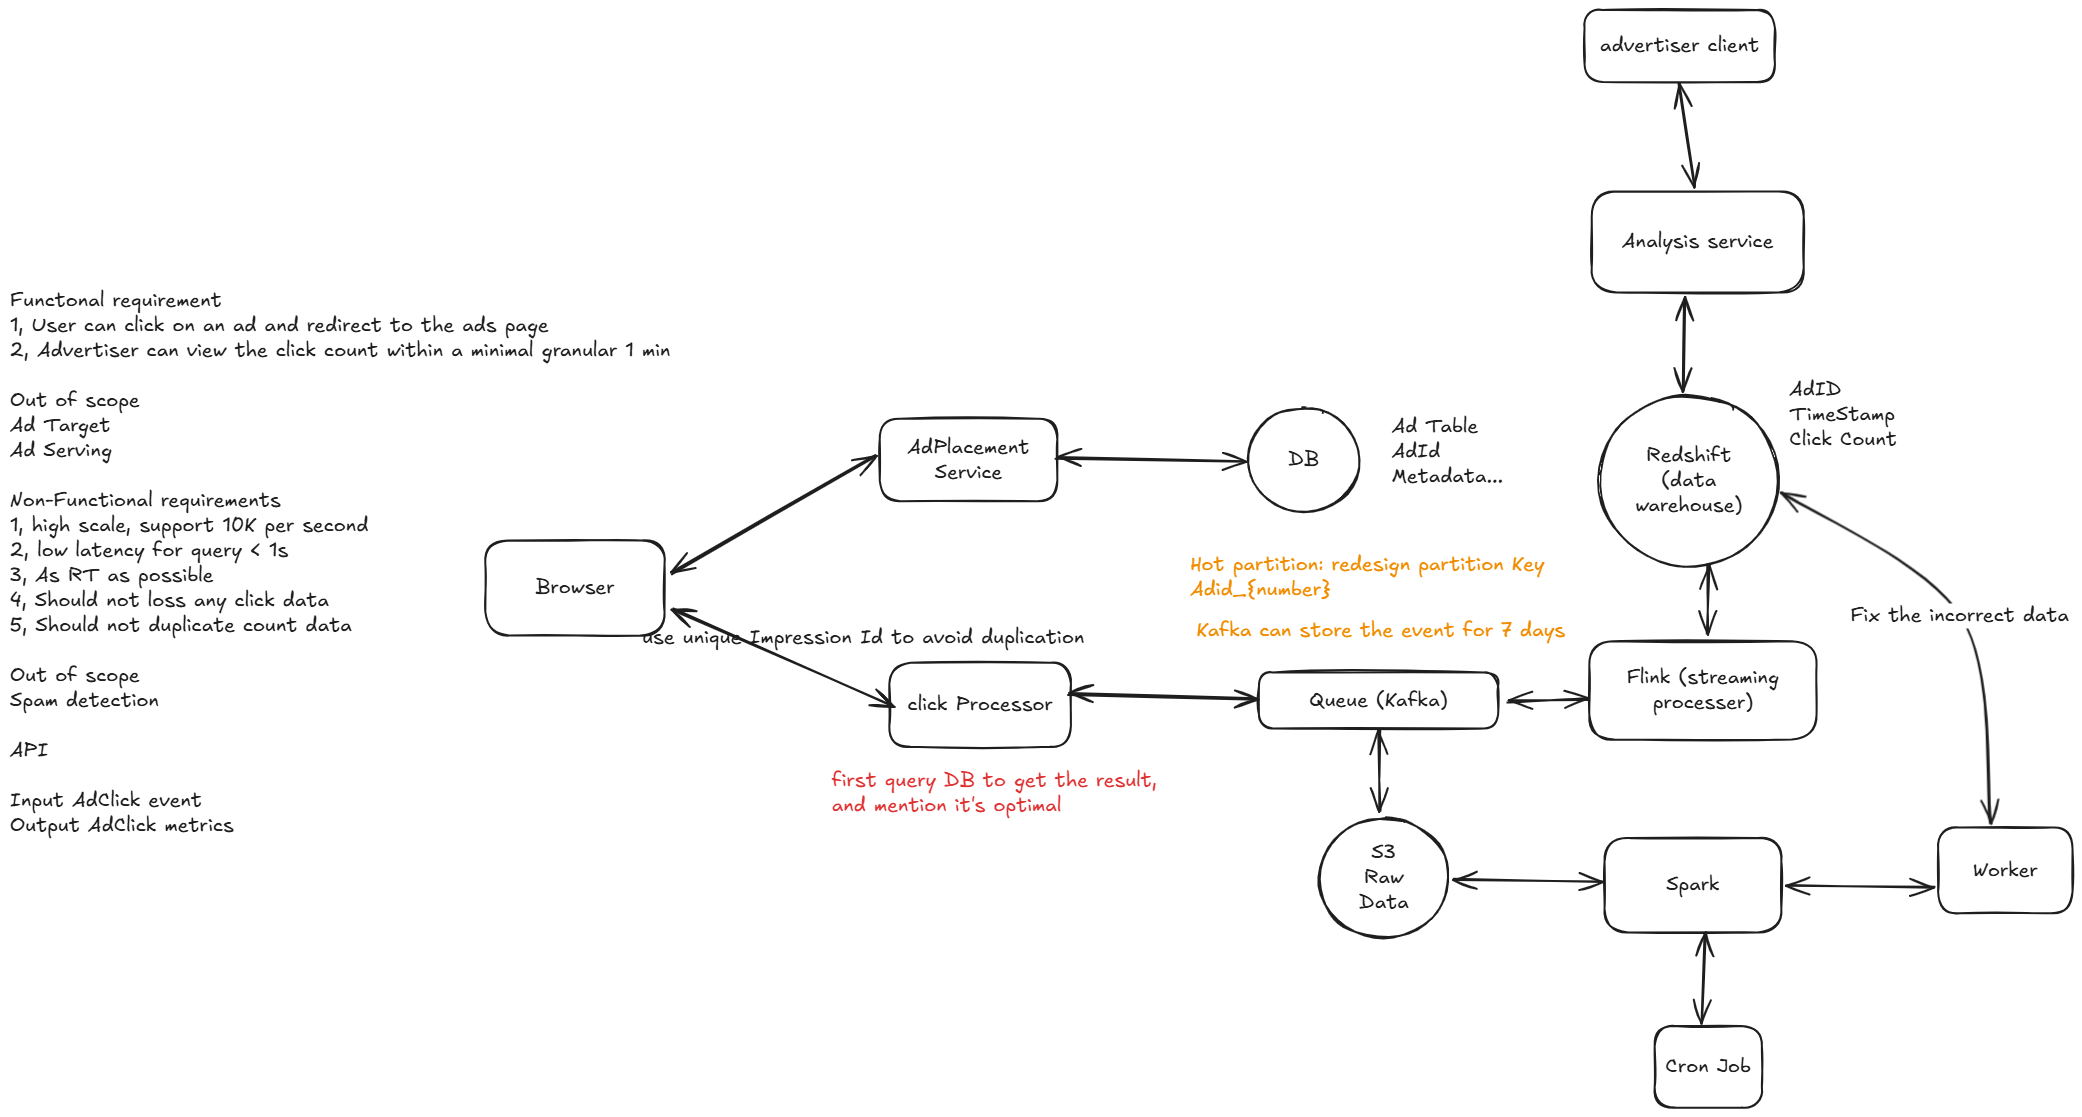 advertiser client
Analysis service
Functonal requirement
1, User can click on an ad and redirect to the ads page
2, Advertiser can view the click count within a minimal granular 1 min
Out of scope
Ad Target
Ad Serving
Non-Functional requirements
1, high scale, support 10K per second
2, low latency for query < 1s
3, As RT as possible
4, Should not loss any click data
5, Should not duplicate count data
Out of scope
Spam detection
API
Input AdClick event
Output AdClick metrics
Browser
AdPlacement
Service
DB
Ad Table
AdId
Metadata...
Redshift
(data
warehouse)
AdID
TimeStamp
Click Count
Hot partition: redesign partition Key
Adid_{number}
Kafka can store the event for 7 days
use unique Impression Id to avoid duplication
click Processor
first query DB to get the result,
and mention it's optimal
Queue (Kafka)
Flink (streaming
processer)
Fix the incorrect data
S3
Raw
Data
Spark
Worker
Cron Job